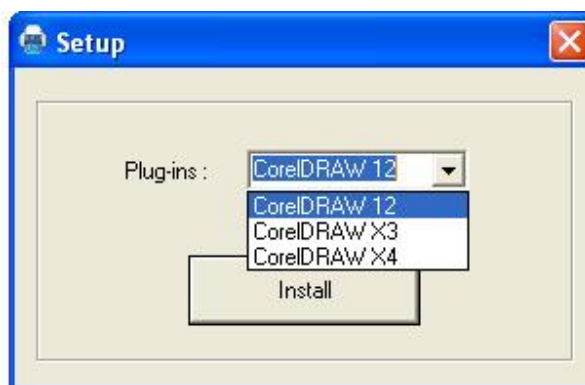 Setup
Plug-ins : CorelDRAW 12
CorelDRAW 12
CorelDRAW X3
CorelDRAW X4
Install